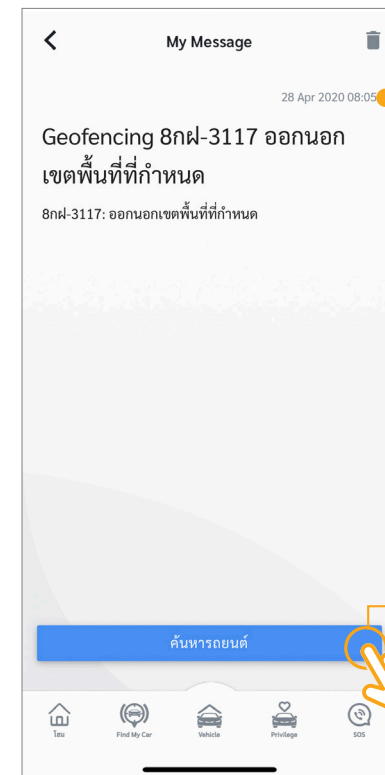 My Message
28 Apr 2020 08:05
Geofencing 8กฝ-3117 ออกนอก
เขตพื้นที่ที่กำหนด
8กฝ-3117: ออกนอกเขตพื้นที่ที่กำหนด
ค้นหารถยนต์
โฮม Find My Car Vehicle Privilege SOS